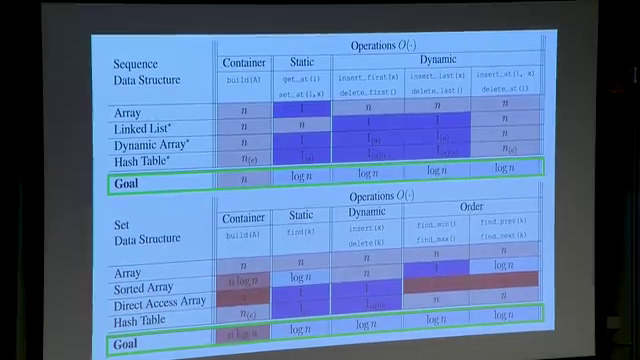 Operations O(·)
Sequence Container Static Dynamic
Data Structure build(A) get_at(i) insert_first(x) insert_last(x) insert_at(i, x)
set_at(i,x) delete_first() delete_last() delete_at(i)
Array n 1 n n n
Linked List* n n 1 1 n
Dynamic Array* n 1 n
Hash Table* n(e)
Goal n log n log n log n log n
Operations O(·)
Set Container Static Dynamic Order
Data Structure build(A) find(k) insert(x) find_min() find_prev(k)
delete(k) find_max() find_next(k)
Array n n n n n
Sorted Array n log n log n n 1 log n
Direct Access Array 1 1
Hash Table n(e) n n
Goal n log n log n log n log n log n